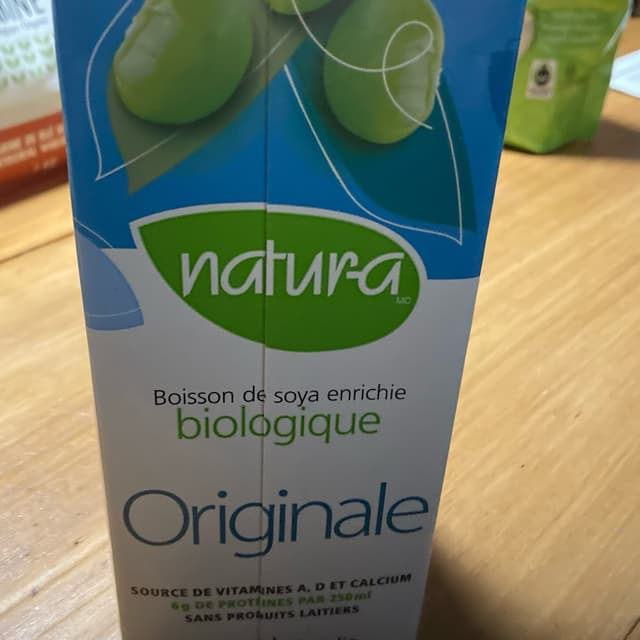 natur-a
MC
Boisson de soya enrichie
biologique
Originale
SOURCE DE VITAMINES A, D ET CALCIUM
6g DE PROTÉINES PAR 250ml
SANS PRODUITS LAITIERS